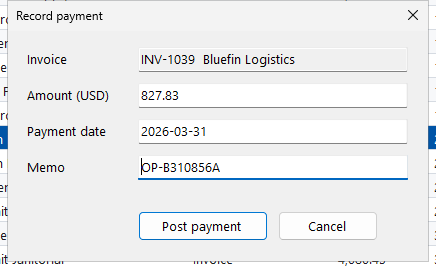 Record payment
Invoice INV-1039 Bluefin Logistics
Amount (USD) 827.83
Payment date 2026-03-31
Memo OP-B310856A
Post payment Cancel